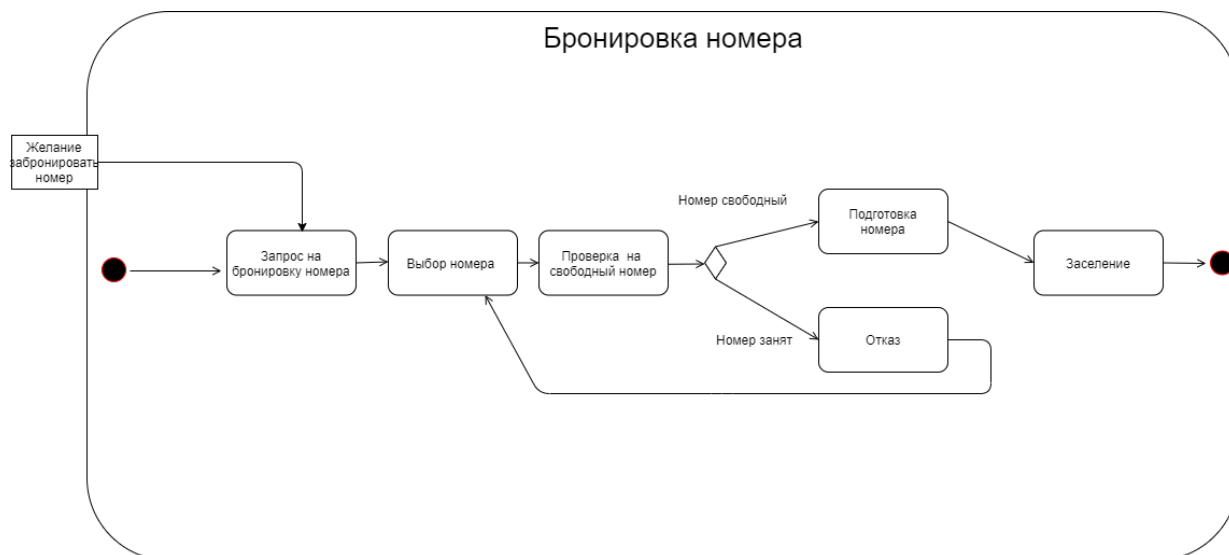 Бронировка номера
Желание
забронировать
номер
Номер свободный
Подготовка
номера
Запрос на
бронировку номера
Выбор номера
Проверка на
свободный номер
Заселение
Номер занят
Отказ